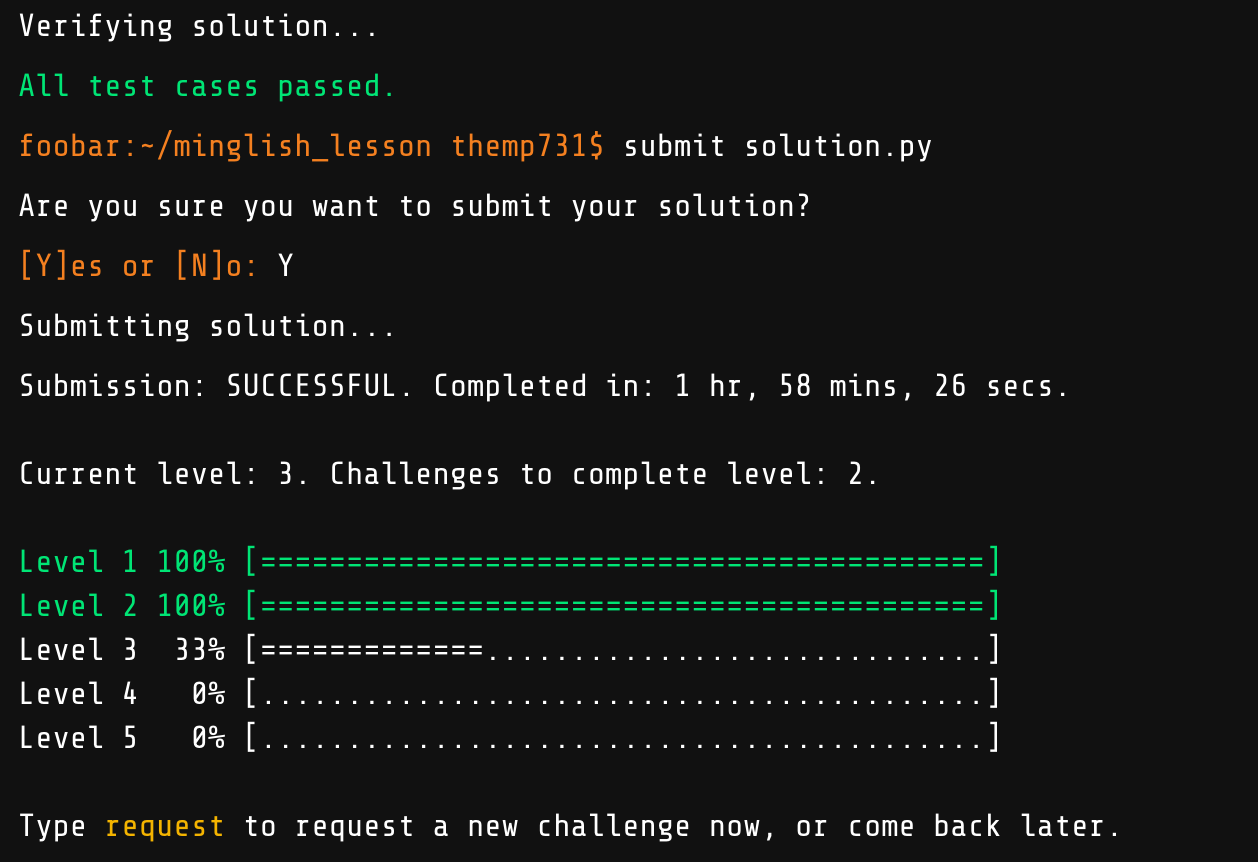 Verifying solution...
All test cases passed.
foobar:~/minglish_lesson themp731$ submit solution.py
Are you sure you want to submit your solution?
[Y]es or [N]o: Y
Submitting solution...
Submission: SUCCESSFUL. Completed in: 1 hr, 58 mins, 26 secs.
Current level: 3. Challenges to complete level: 2.
Level 1 100% [==========================================]
Level 2 100% [==========================================]
Level 3  33% [=============.............................]
Level 4   0% [..........................................]
Level 5   0% [..........................................]
Type request to request a new challenge now, or come back later.